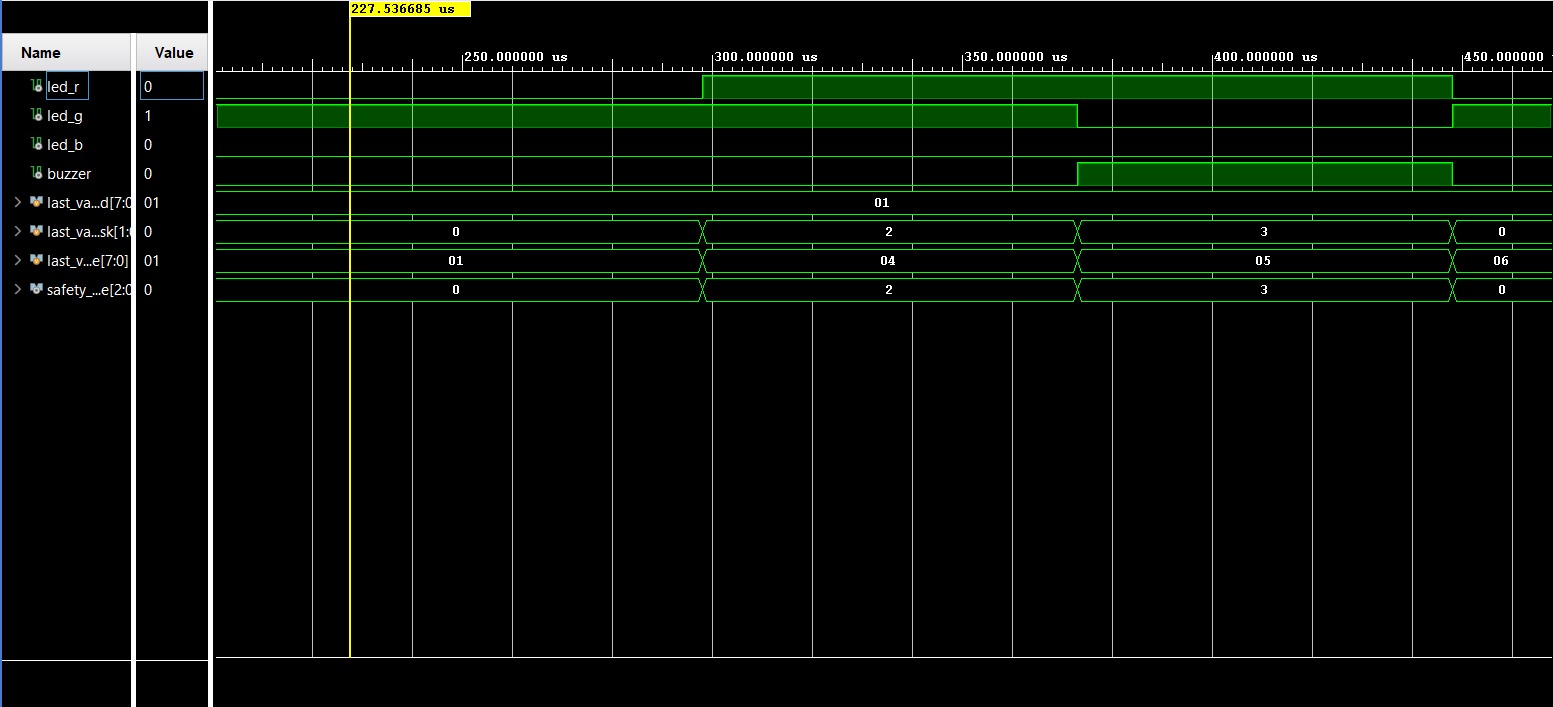 227.536685 us
Name Value
250.000000 us 300.000000 us 350.000000 us 400.000000 us 450.000000
led_r 0
led_g 1
led_b 0
buzzer 0
last_va...d[7:0 01 01
last_va...sk[1:0 0 0 2 3 0
last_v...e[7:0] 01 01 04 05 06
safety_...e[2:0 0 0 2 3 0